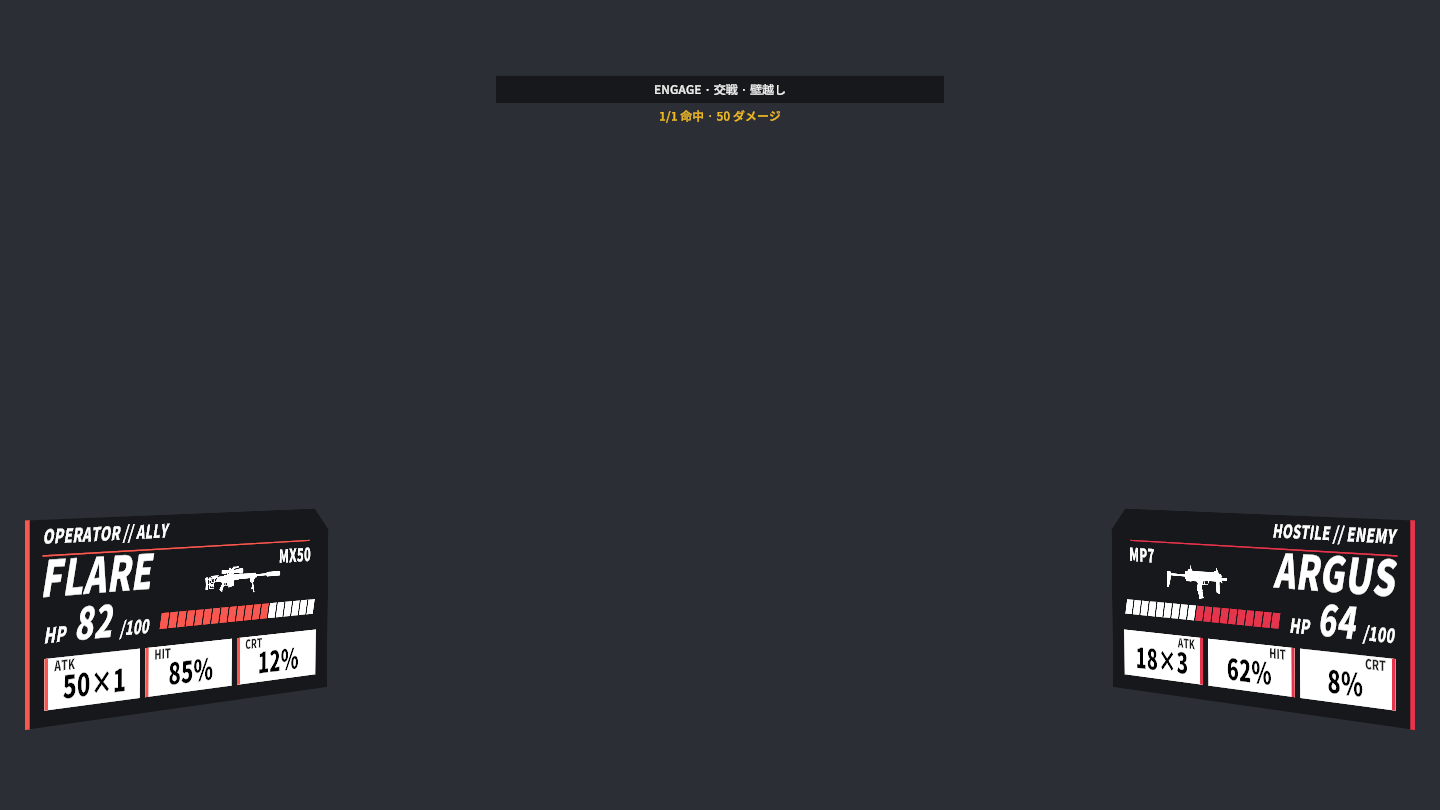 ENGAGE · 交戦 · 壁越し
1/1 命中 · 50 ダメージ
OPERATOR // ALLY
FLARE
MX50
HP 82 /100
ATK
50×1
HIT
85%
CRT
12%
HOSTILE // ENEMY
MP7
ARGUS
HP 64 /100
ATK
18×3
HIT
62%
CRT
8%